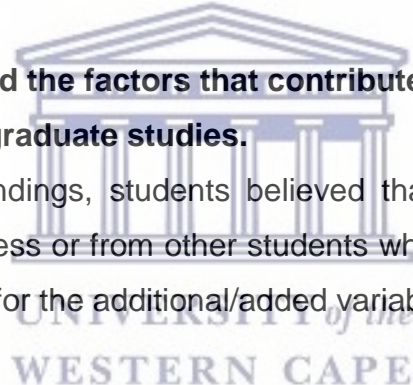 d the factors that contribute
graduate studies.
ndings, students believed tha
ess or from other students wh
for the additional/added variab
UNIVERSITY of the
WESTERN CAPE